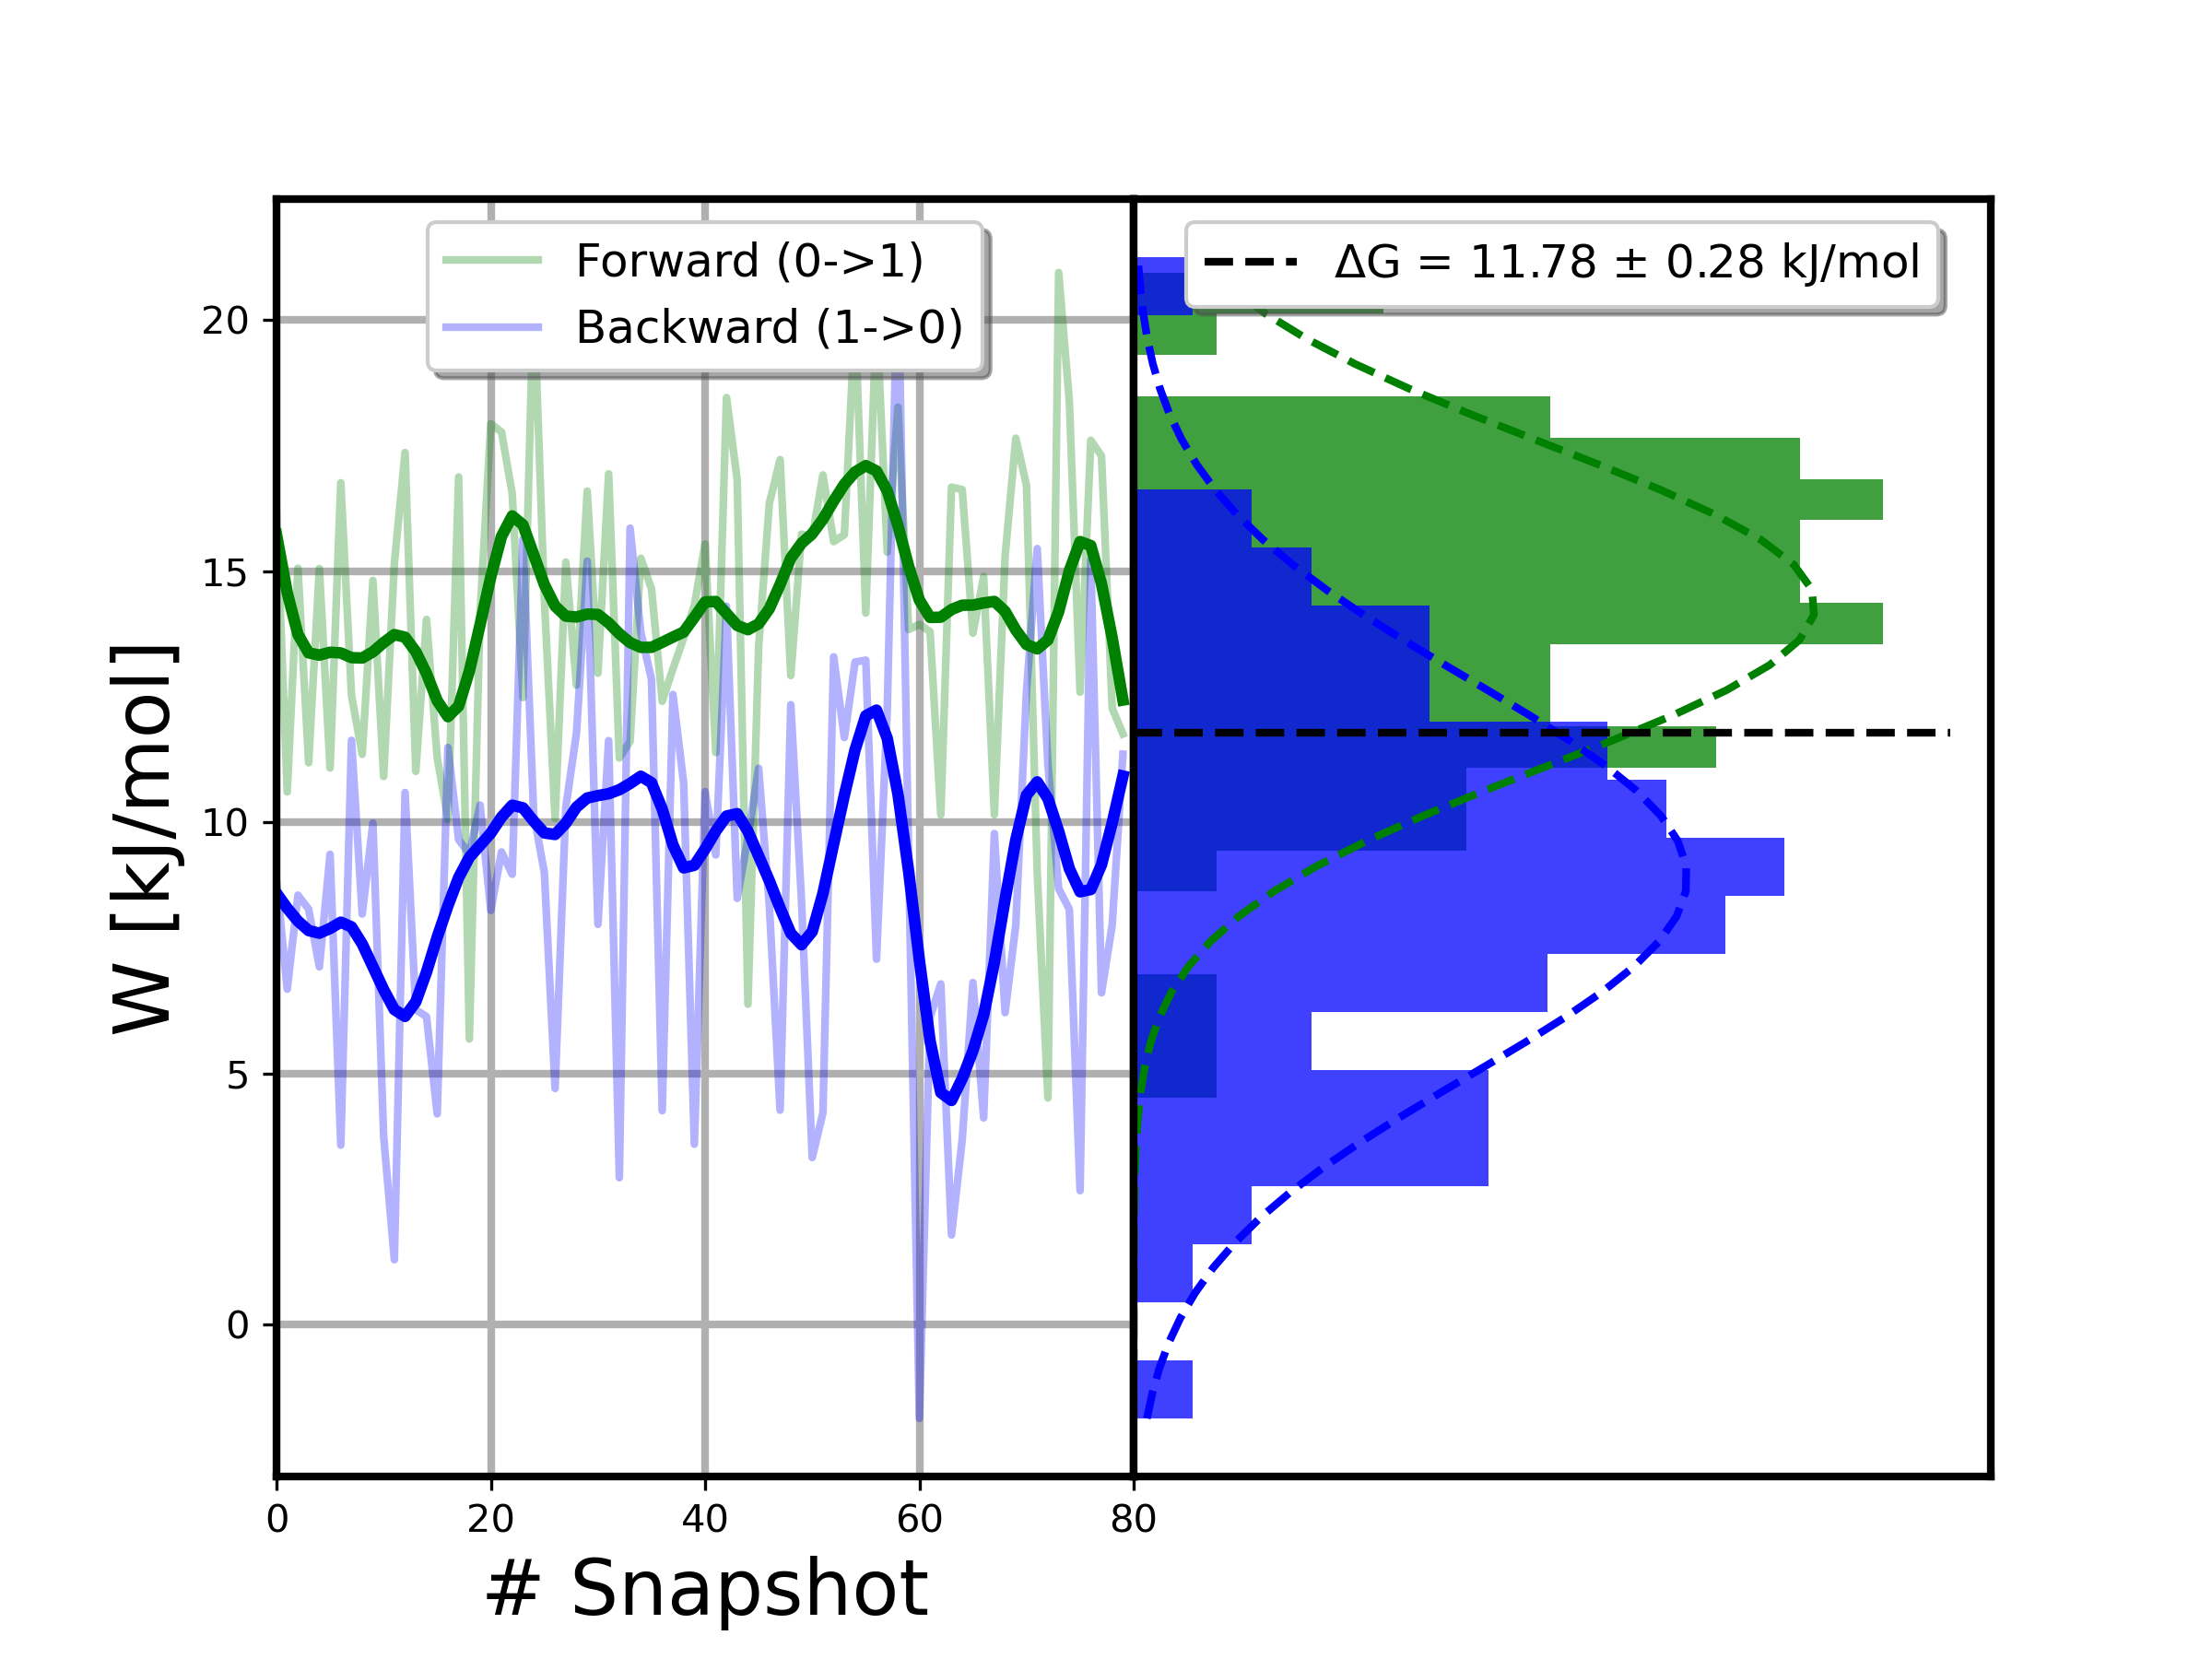 Forward (0->1)
Backward (1->0)
ΔG = 11.78 ± 0.28 kJ/mol
W [kJ/mol]
20
15
10
5
0
0 20 40 60 80
# Snapshot